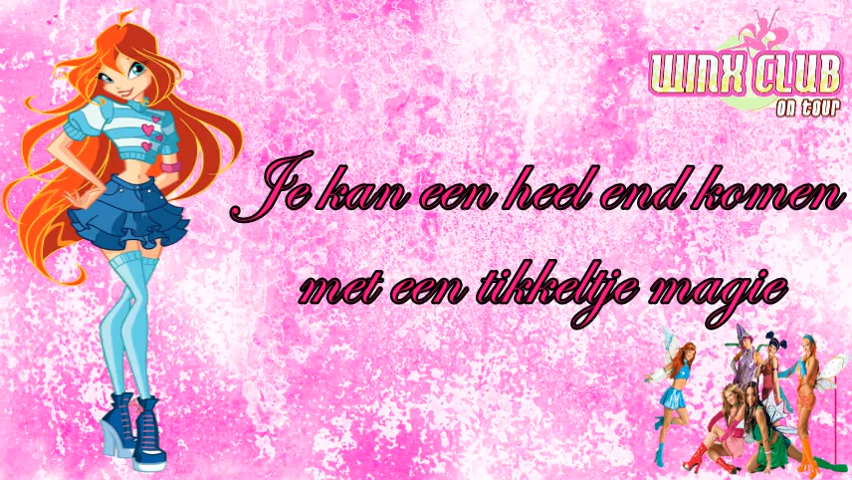 WINX CLUB
on tour
Je kan een heel end komen
met een tikkeltje magie